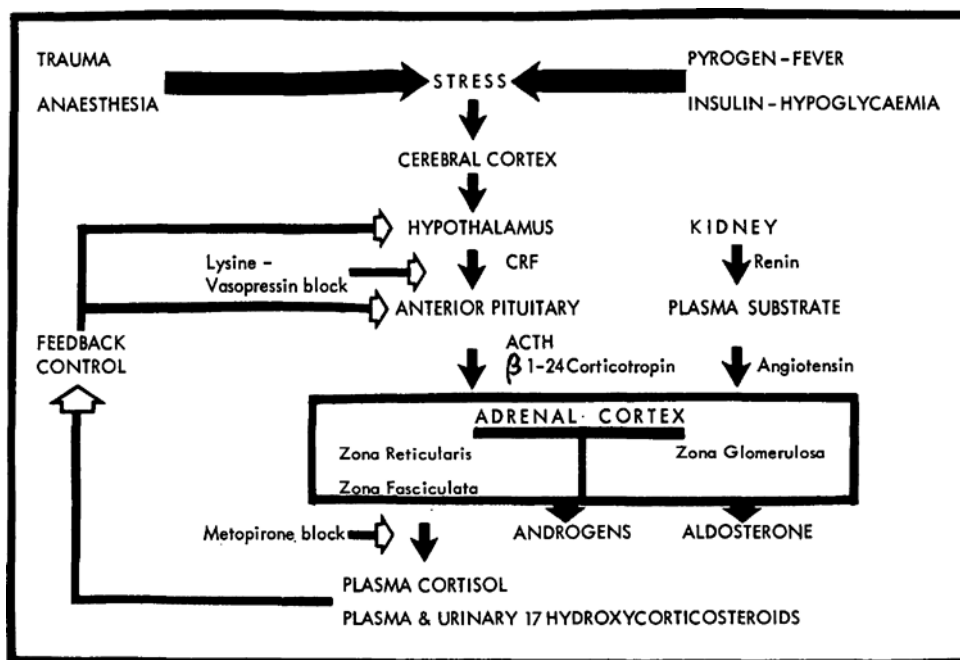 TRAUMA
ANAESTHESIA
STRESS
PYROGEN – FEVER
INSULIN – HYPOGLYCAEMIA
CEREBRAL CORTEX
HYPOTHALAMUS
KIDNEY
Lysine –
Vasopressin block
CRF
Renin
ANTERIOR PITUITARY
PLASMA SUBSTRATE
FEEDBACK
CONTROL
ACTH
β 1–24 Corticotropin
Angiotensin
ADRENAL · CORTEX
Zona Reticularis
Zona Glomerulosa
Zona Fasciculata
Metopirone block
ANDROGENS
ALDOSTERONE
PLASMA CORTISOL
PLASMA & URINARY 17 HYDROXYCORTICOSTEROIDS